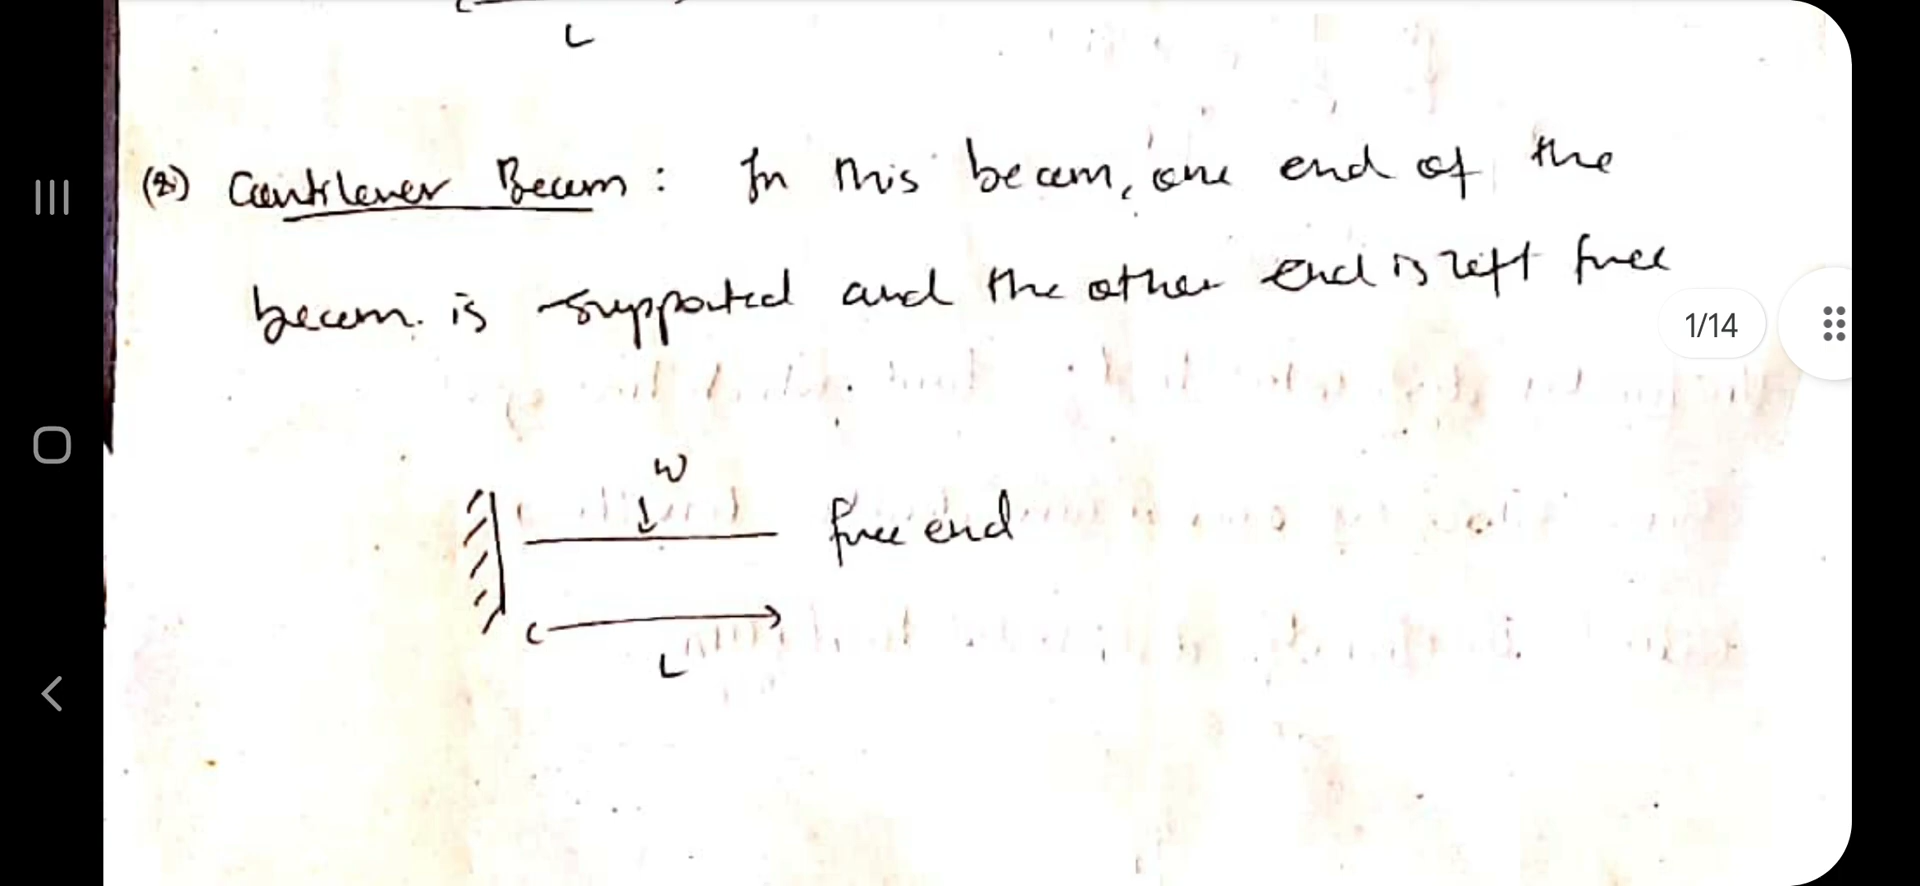 L
(2) Cantilever Beam : In this beam, one end of the
beam is supported and the other end is left free
1/14
W
free end
L